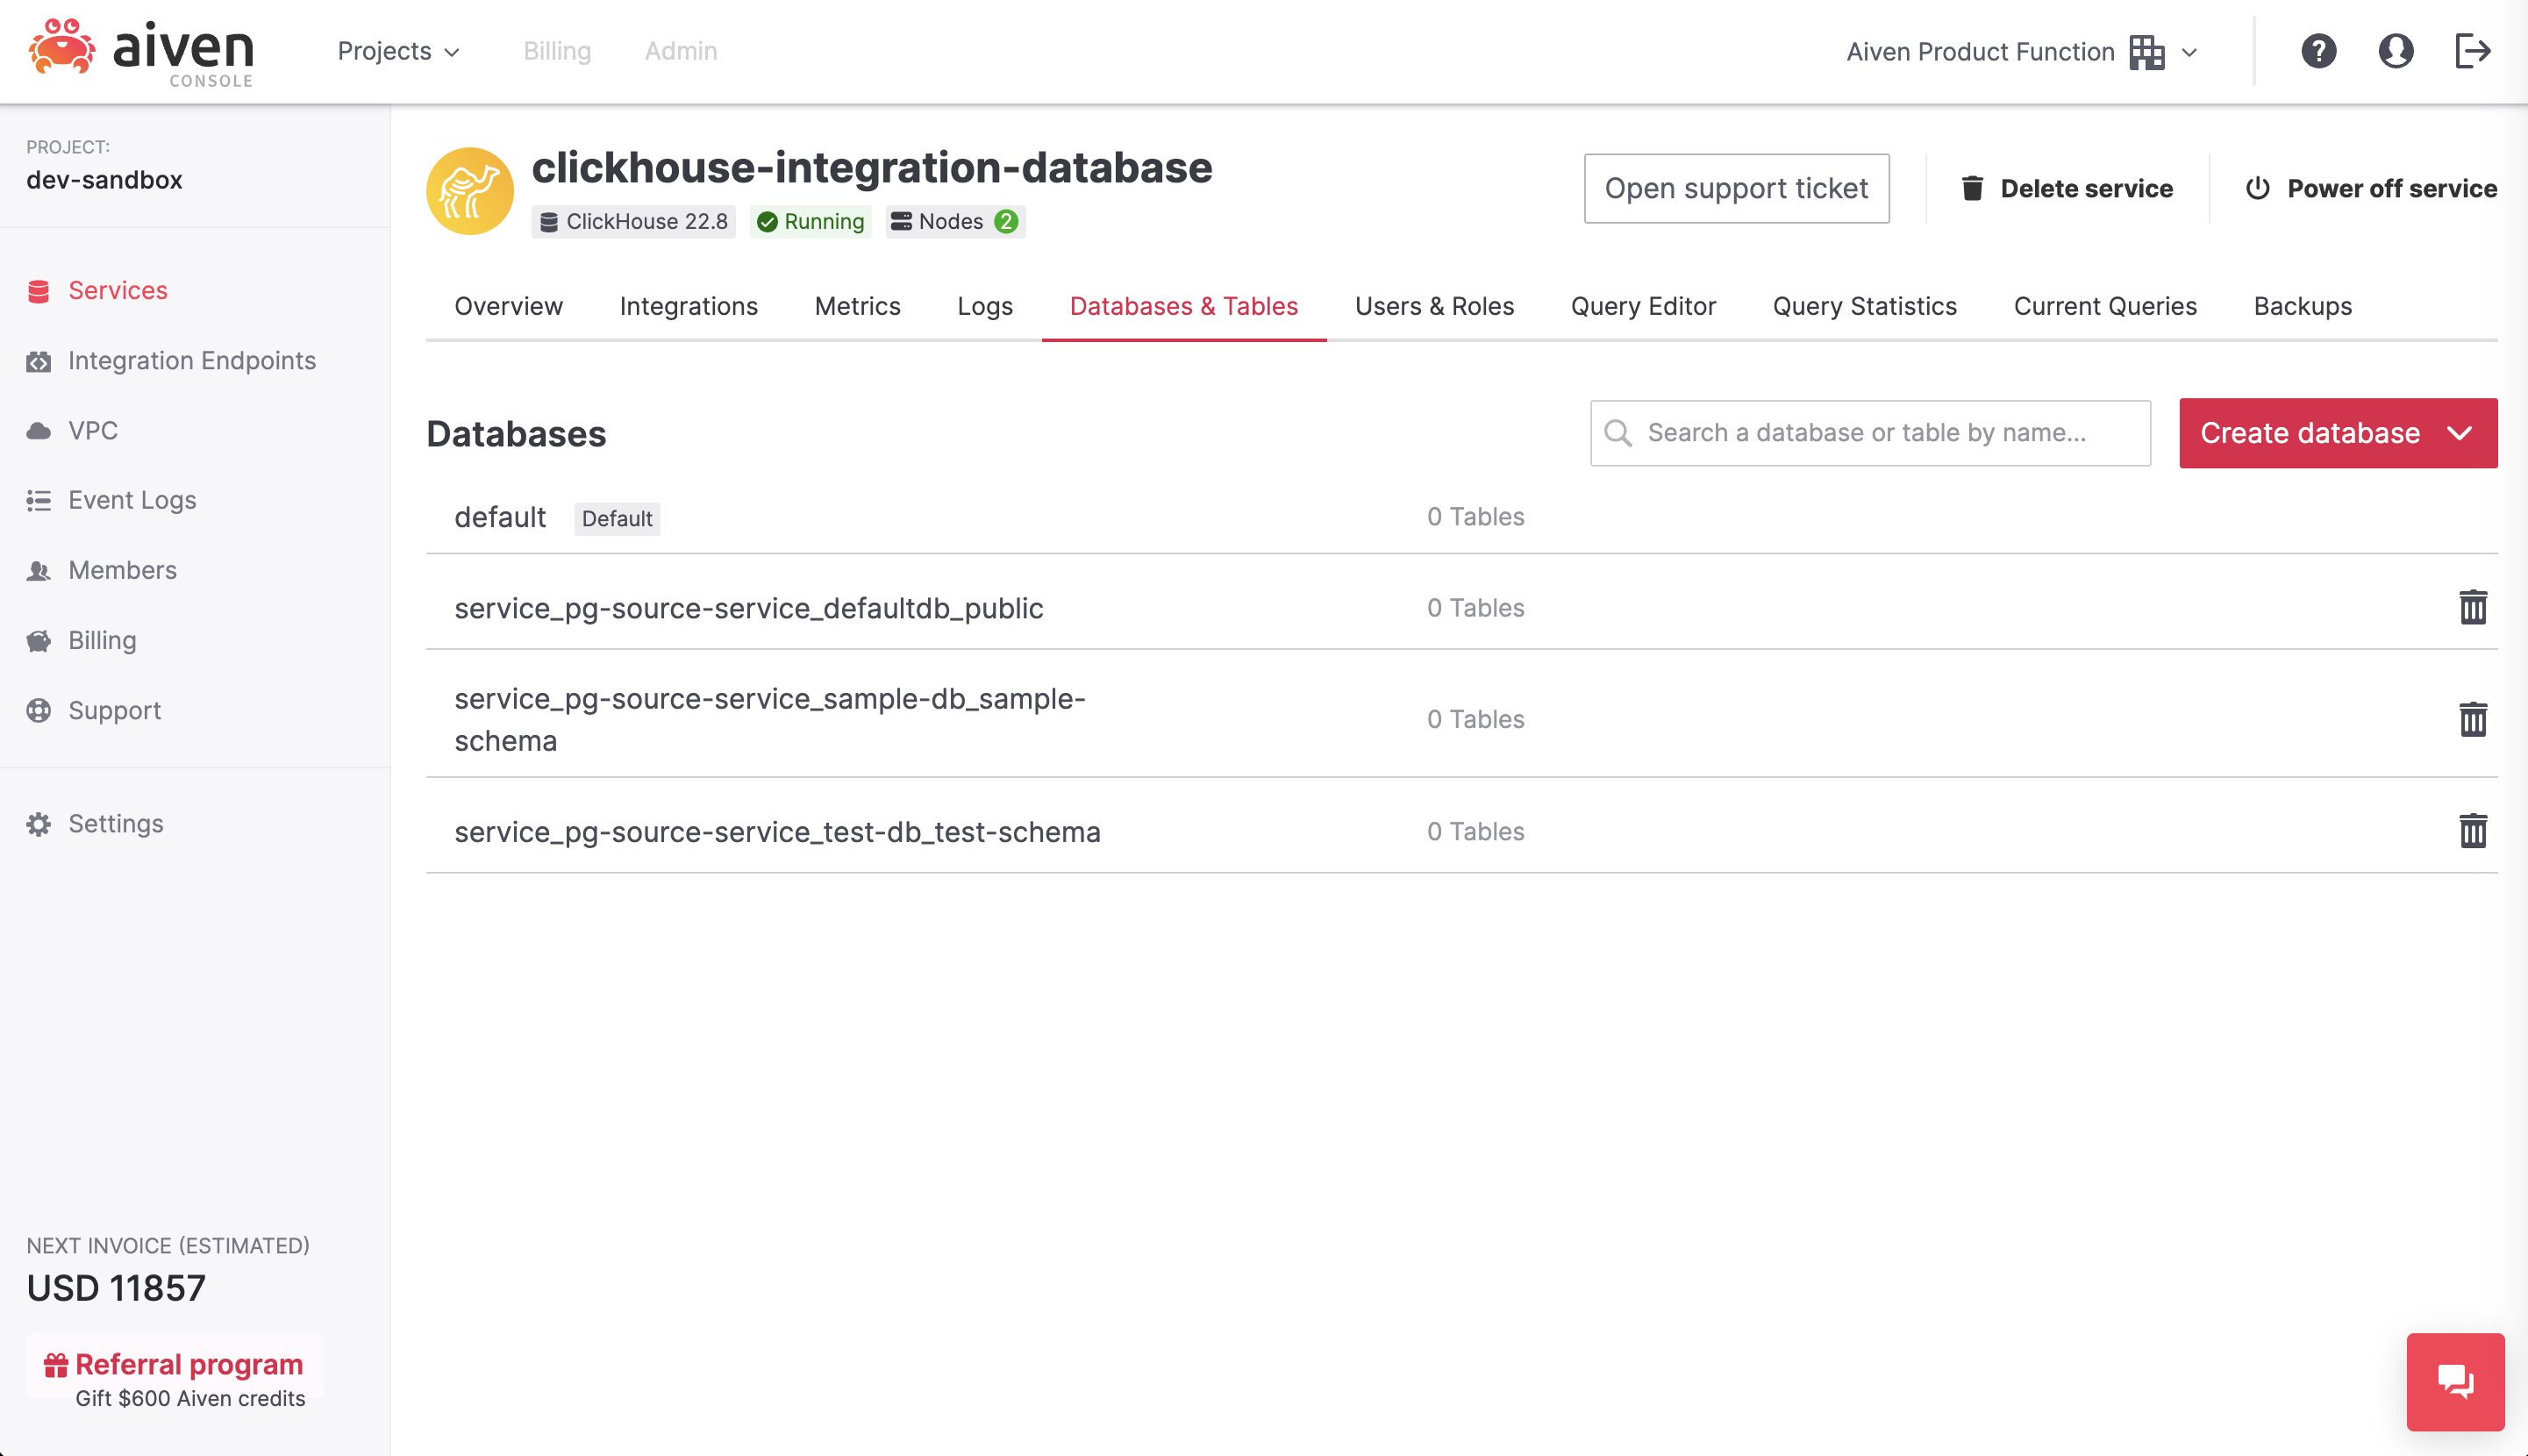 aiven
CONSOLE
Projects
Billing
Admin
Aiven Product Function
?
PROJECT:
dev-sandbox
Services
Integration Endpoints
VPC
Event Logs
Members
Billing
Support
Settings
NEXT INVOICE (ESTIMATED)
USD 11857
Referral program
Gift $600 Aiven credits
clickhouse-integration-database
ClickHouse 22.8
Running
Nodes 2
Open support ticket
Delete service
Power off service
Overview
Integrations
Metrics
Logs
Databases & Tables
Users & Roles
Query Editor
Query Statistics
Current Queries
Backups
Databases
Search a database or table by name...
Create database
default Default 0 Tables
service_pg-source-service_defaultdb_public 0 Tables
service_pg-source-service_sample-db_sample-
schema
0 Tables
service_pg-source-service_test-db_test-schema 0 Tables